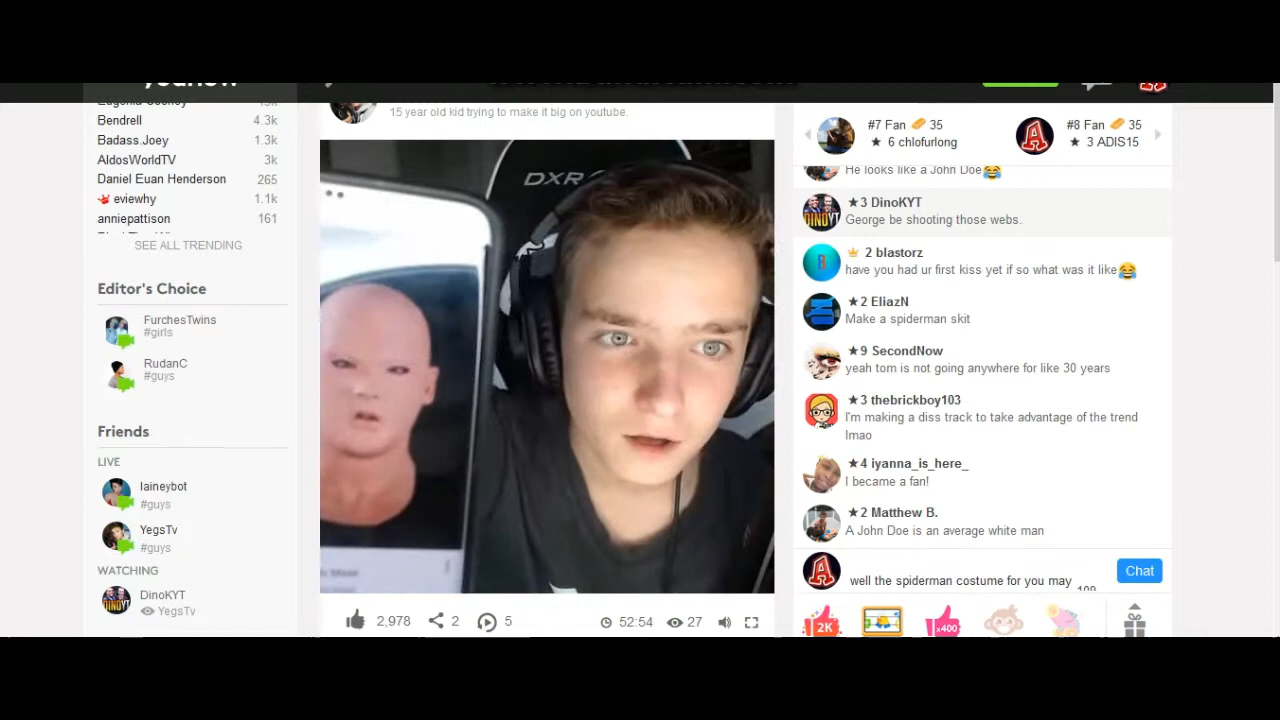 younow
Eugenia Cooney 13k
Bendrell 4.3k
Badass.Joey 1.3k
AldosWorldTV 3k
Daniel Euan Henderson 265
eviewhy 1.1k
anniepattison 161
SEE ALL TRENDING
Editor's Choice
FurchesTwins
#girls
RudanC
#guys
Friends
LIVE
laineybot
#guys
YegsTv
#guys
WATCHING
DinoKYT
YegsTv
15 year old kid trying to make it big on youtube.
DXR
2,978
2
5
52:54
27
#7 Fan 35
6 chlofurlong
#8 Fan 35
3 ADIS15
He looks like a John Doe😂
★3 DinoKYT
George be shooting those webs.
2 blastorz
have you had ur first kiss yet if so what was it like😂
★2 EliazN
Make a spiderman skit
★9 SecondNow
yeah tom is not going anywhere for like 30 years
★3 thebrickboy103
I'm making a diss track to take advantage of the trend
lmao
★4 iyanna_is_here_
I became a fan!
★2 Matthew B.
A John Doe is an average white man
well the spiderman costume for you may
109
Chat
2K
x400